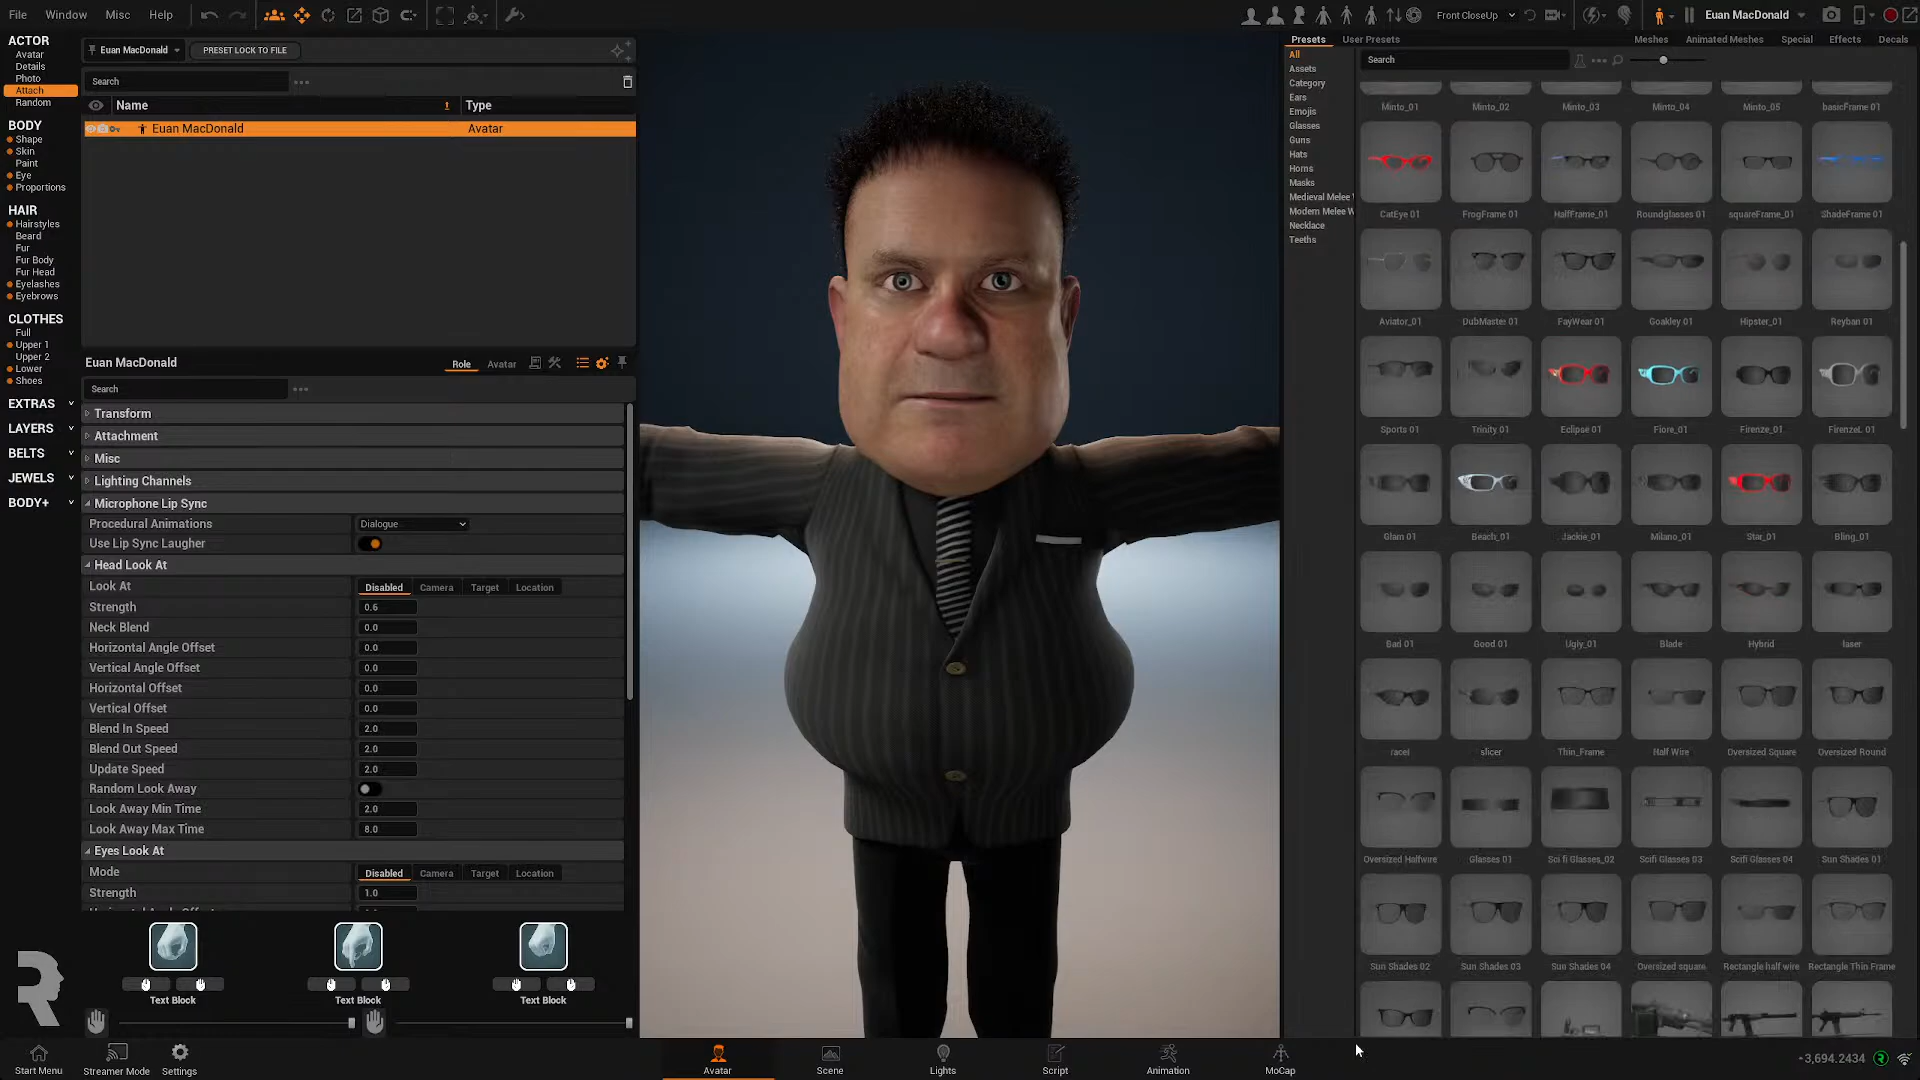 File Window Misc Help
Front CloseUp
Euan MacDonald
ACTOR
Avatar
Details
Photo
Attach
Random
BODY
Shape
Skin
Paint
Eye
Proportions
HAIR
Hairstyles
Beard
Fur
Fur Body
Fur Head
Eyelashes
Eyebrows
CLOTHES
Full
Upper 1
Upper 2
Lower
Shoes
EXTRAS
LAYERS
BELTS
JEWELS
BODY+
Euan MacDonald PRESET LOCK TO FILE
Search
Name Type
Euan MacDonald Avatar
Euan MacDonald Role Avatar
Search
Transform
Attachment
Misc
Lighting Channels
Microphone Lip Sync
Procedural Animations Dialogue
Use Lip Sync Laugher
Head Look At
Look At Disabled Camera Target Location
Strength 0.6
Neck Blend 0.0
Horizontal Angle Offset 0.0
Vertical Angle Offset 0.0
Horizontal Offset 0.0
Vertical Offset 0.0
Blend In Speed 2.0
Blend Out Speed 2.0
Update Speed 2.0
Random Look Away
Look Away Min Time 2.0
Look Away Max Time 8.0
Eyes Look At
Mode Disabled Camera Target Location
Strength 1.0
Text Block Text Block Text Block
Presets User Presets Meshes Animated Meshes Special Effects Decals
All
Assets
Category
Ears
Emojis
Glasses
Guns
Hats
Horns
Masks
Medieval Melee
Modern Melee W
Necklace
Teeths
Search
Minto_01 Minto_02 Minto_03 Minto_04 Minto_05 basicFrame 01
CatEye 01 FrogFrame 01 HalfFrame_01 Roundglasses 01 squareFrame_01 ShadeFrame 01
Aviator_01 DubMaster 01 FayWear 01 Goakley 01 Hipster_01 Reyban 01
Sports 01 Trinity 01 Eclipse 01 Fiore_01 Firenze_01 FirenzeL 01
Glam 01 Beach_01 Jackie_01 Milano_01 Star_01 Bling_01
Bad 01 Good 01 Ugly_01 Blade Hybrid laser
racel slicer Thin_Frame Half Wire Oversized Square Oversized Round
Oversized Halfwire Glasses 01 Sci fi Glasses_02 Scifi Glasses 03 Scifi Glasses 04 Sun Shades 01
Sun Shades 02 Sun Shades 03 Sun Shades 04 Oversized square Rectangle half wire Rectangle Thin Frame
Start Menu Streamer Mode Settings
Avatar Scene Lights Script Animation MoCap
-3,694.2434